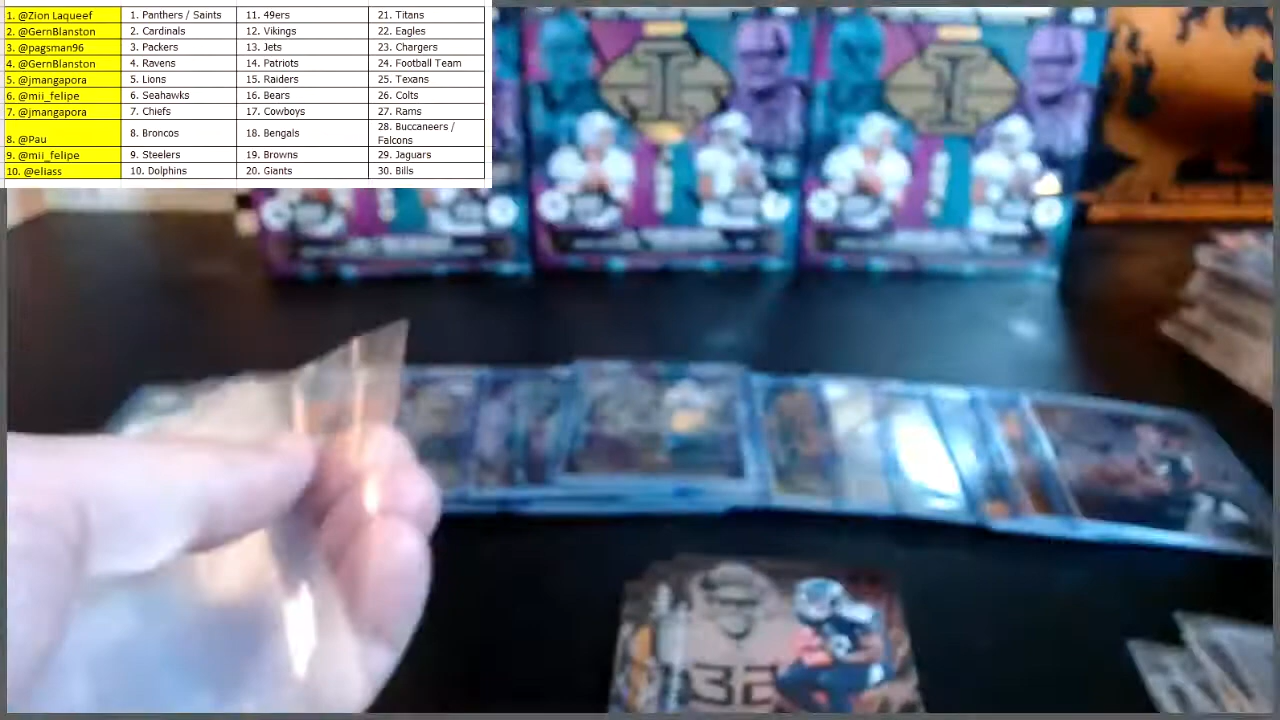 1. @Zion Laqueef 1. Panthers / Saints 11. 49ers 21. Titans
2. @GernBlanston 2. Cardinals 12. Vikings 22. Eagles
3. @pagsman96 3. Packers 13. Jets 23. Chargers
4. @GernBlanston 4. Ravens 14. Patriots 24. Football Team
5. @jmangapora 5. Lions 15. Raiders 25. Texans
6. @mii_felipe 6. Seahawks 16. Bears 26. Colts
7. @jmangapora 7. Chiefs 17. Cowboys 27. Rams
8. @Pau 8. Broncos 18. Bengals 28. Buccaneers /
Falcons
9. @mii_felipe 9. Steelers 19. Browns 29. Jaguars
10. @eliass 10. Dolphins 20. Giants 30. Bills
32